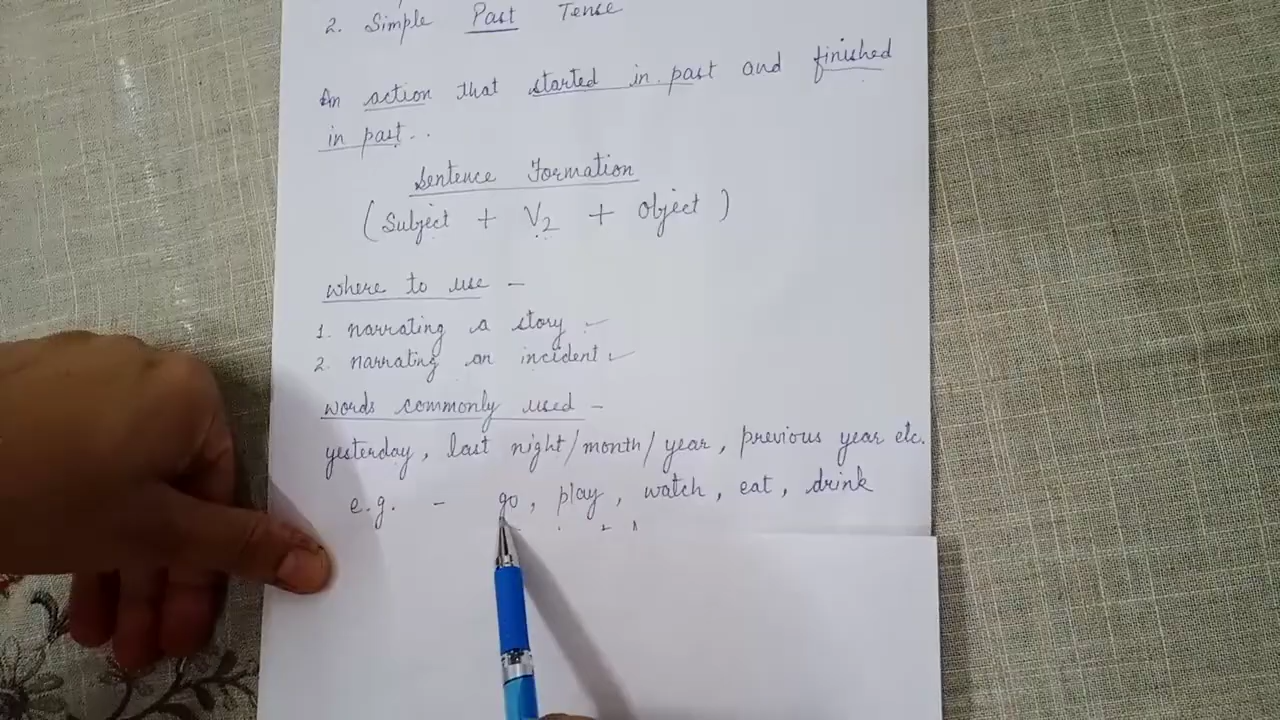 2. Simple Past Tense
An action that started in past and finished
in past..
Sentence Formation
(Subject + V2 + Object)
where to use -
1. narrating a story
2. narrating an incident
words commonly used -
yesterday, last night/month/year, previous year etc.
e.g. - go, play, watch, eat, drink